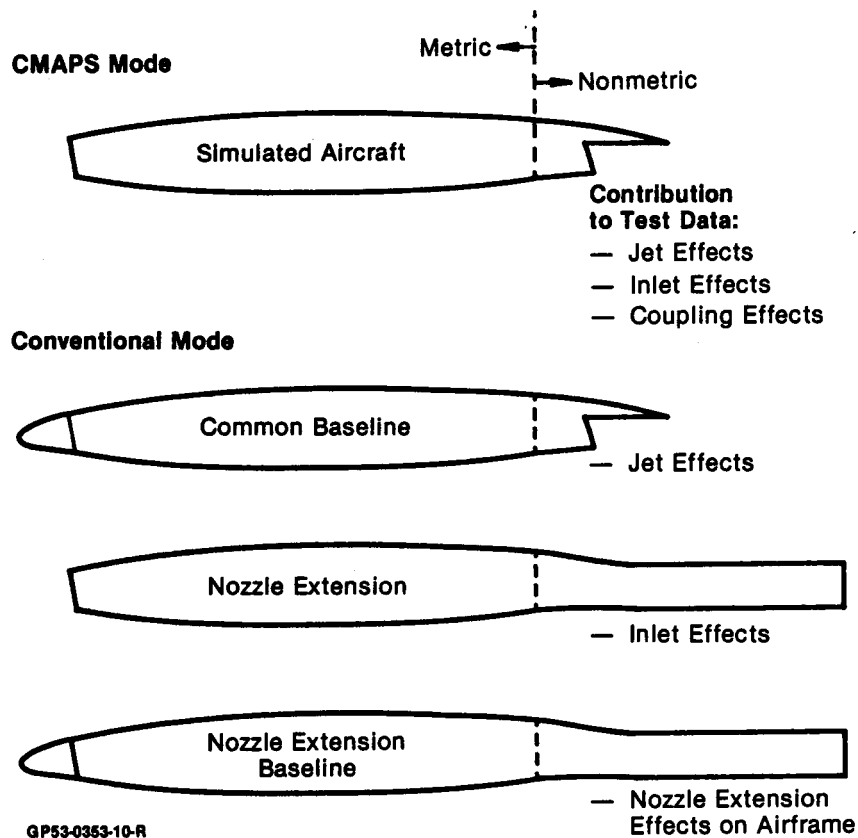 Metric
CMAPS Mode
Nonmetric
Simulated Aircraft
Contribution
to Test Data:
— Jet Effects
— Inlet Effects
— Coupling Effects
Conventional Mode
Common Baseline
— Jet Effects
Nozzle Extension
— Inlet Effects
Nozzle Extension
Baseline
— Nozzle Extension
Effects on Airframe
GP53-0353-10-R